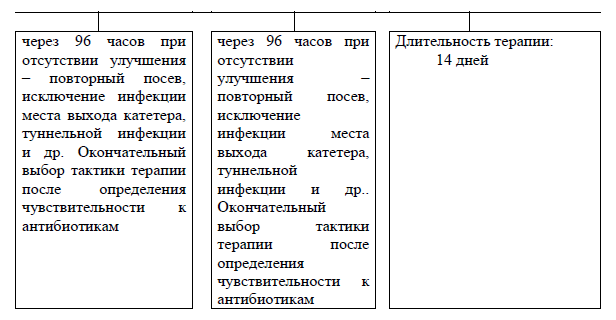 через 96 часов при
отсутствии улучшения
– повторный посев,
исключение инфекции
места выхода катетера,
туннельной инфекции
и др. Окончательный
выбор тактики терапии
после определения
чувствительности к
антибиотикам
через 96 часов при
отсутствии
улучшения –
повторный посев,
исключение
инфекции места
выхода катетера,
туннельной
инфекции и др..
Окончательный
выбор тактики
терапии после
определения
чувствительности к
антибиотикам
Длительность терапии:
14 дней